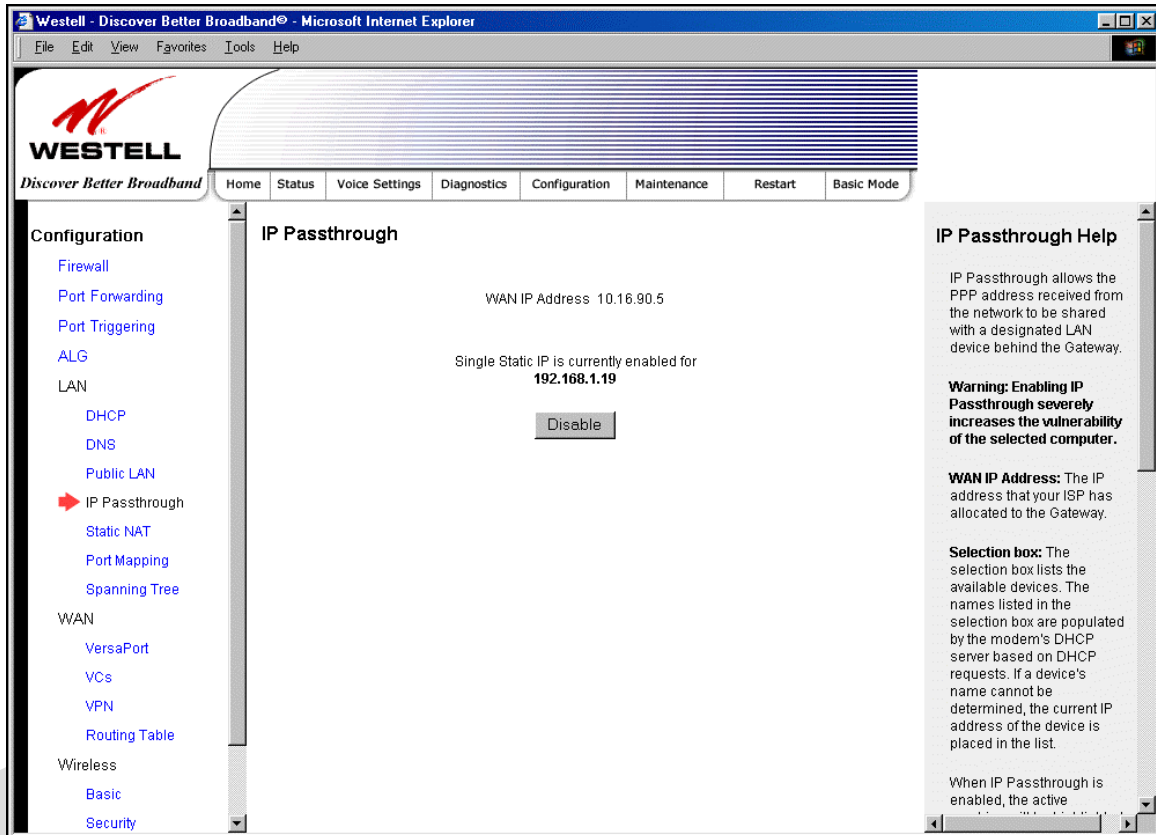 Westell - Discover Better Broadband® - Microsoft Internet Explorer
File Edit View Favorites Tools Help
WESTELL
Discover Better Broadband
Home Status Voice Settings Diagnostics Configuration Maintenance Restart Basic Mode
Configuration
Firewall
Port Forwarding
Port Triggering
ALG
LAN
DHCP
DNS
Public LAN
IP Passthrough
Static NAT
Port Mapping
Spanning Tree
WAN
VersaPort
VCs
VPN
Routing Table
Wireless
Basic
Security
IP Passthrough
WAN IP Address 10.16.90.5
Single Static IP is currently enabled for
192.168.1.19
Disable
IP Passthrough Help
IP Passthrough allows the
PPP address received from
the network to be shared
with a designated LAN
device behind the Gateway.
Warning: Enabling IP
Passthrough severely
increases the vulnerability
of the selected computer.
WAN IP Address: The IP
address that your ISP has
allocated to the Gateway.
Selection box: The
selection box lists the
available devices. The
names listed in the
selection box are populated
by the modem's DHCP
server based on DHCP
requests. If a device's
name cannot be
determined, the current IP
address of the device is
placed in the list.
When IP Passthrough is
enabled, the active